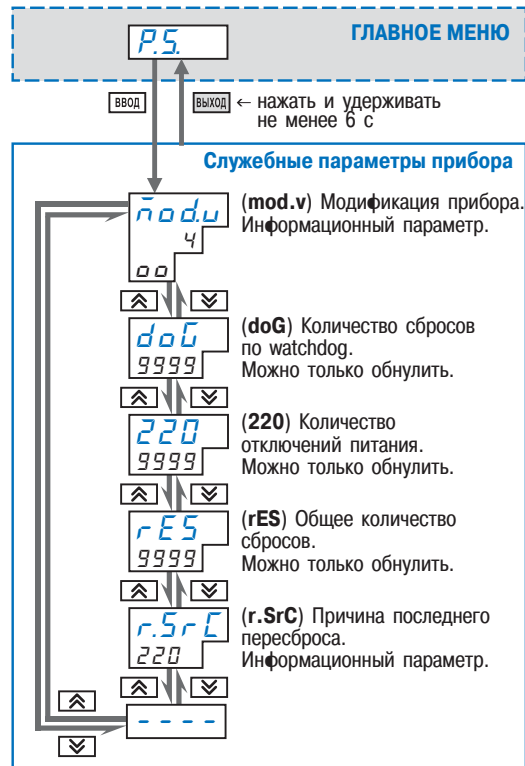 P.S.
ГЛАВНОЕ МЕНЮ
ВВОД
ВЫХОД ← нажать и удерживать
не менее 6 с
Служебные параметры прибора
mod.u
4
oo
(mod.v) Модификация прибора.
Информационный параметр.
doG
9999
(doG) Количество сбросов
по watchdog.
Можно только обнулить.
220
9999
(220) Количество
отключений питания.
Можно только обнулить.
rES
9999
(rES) Общее количество
сбросов.
Можно только обнулить.
r.SrC
220
(r.SrC) Причина последнего
пересброса.
Информационный параметр.
- - - -